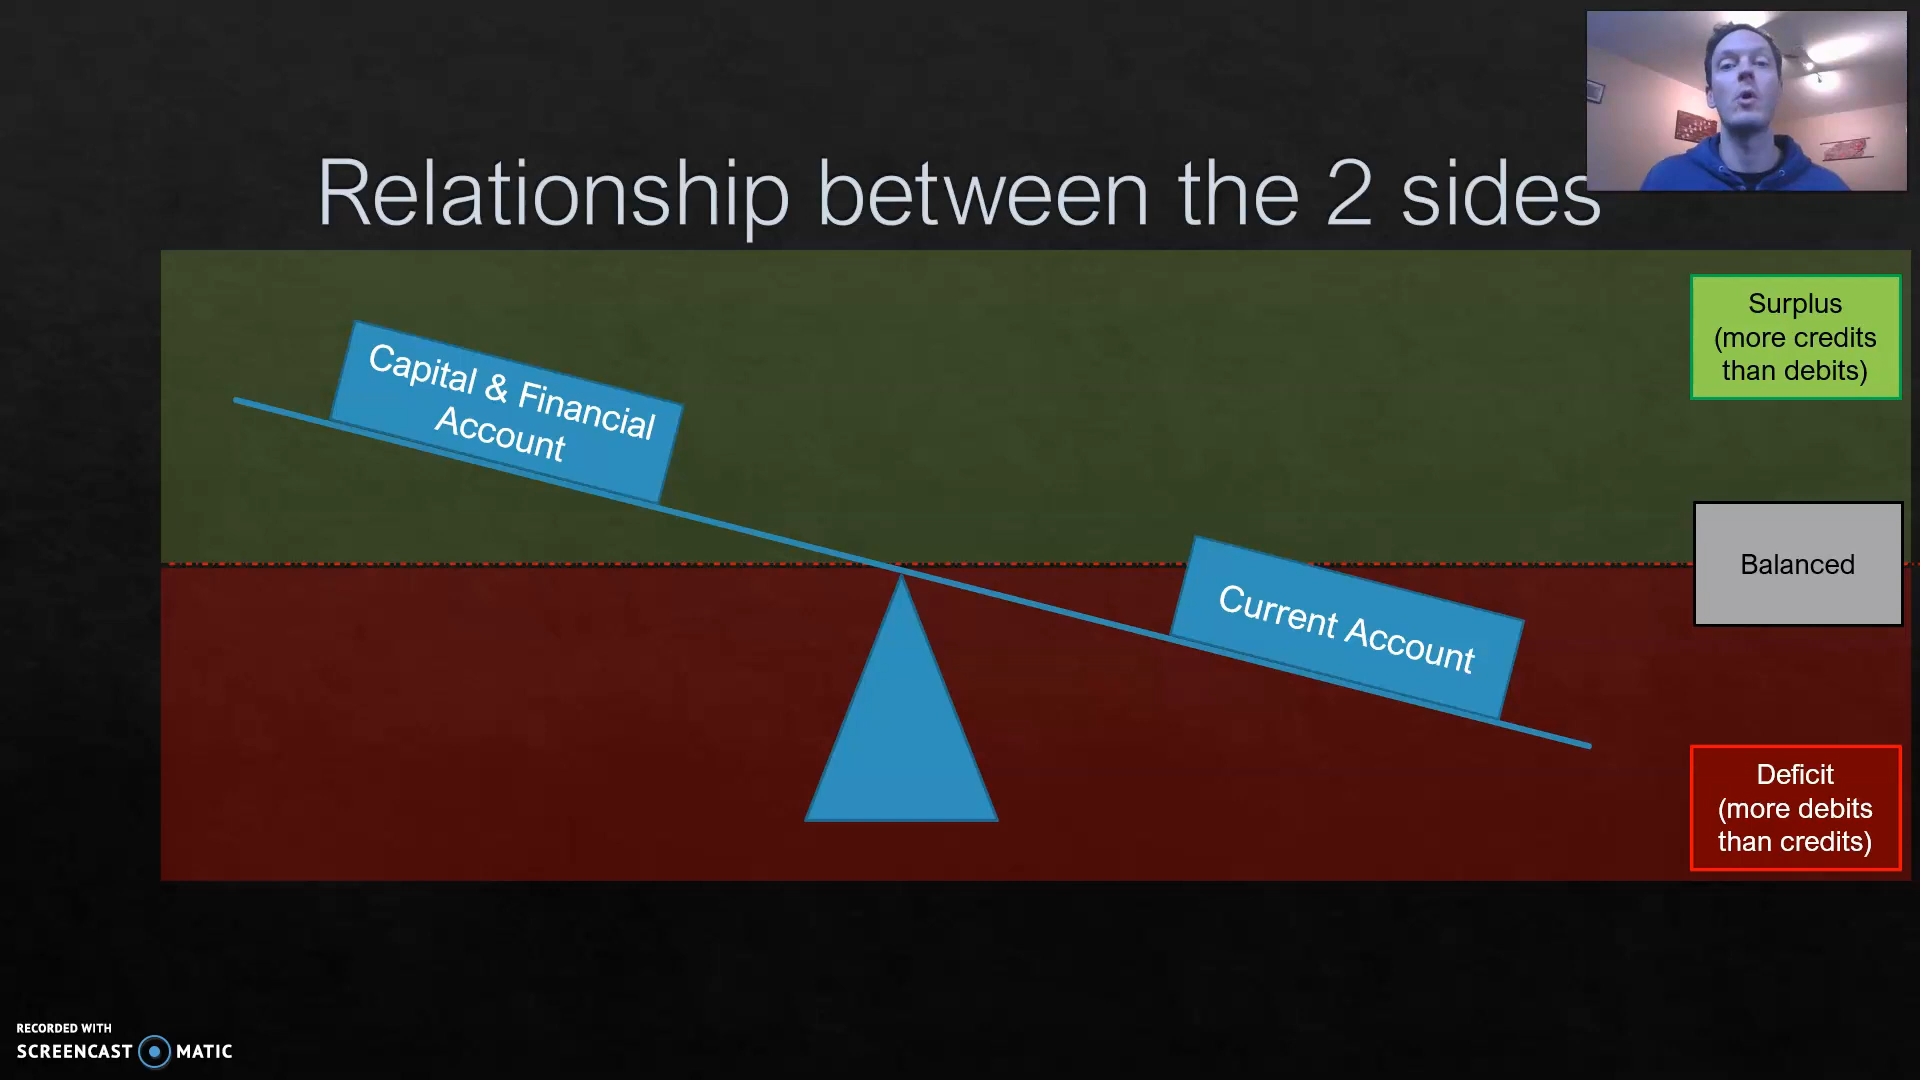 Relationship between the 2 sides
Surplus
(more credits
than debits)
Capital & Financial
Account
Balanced
Current Account
Deficit
(more debits
than credits)
RECORDED WITH
SCREENCAST MATIC